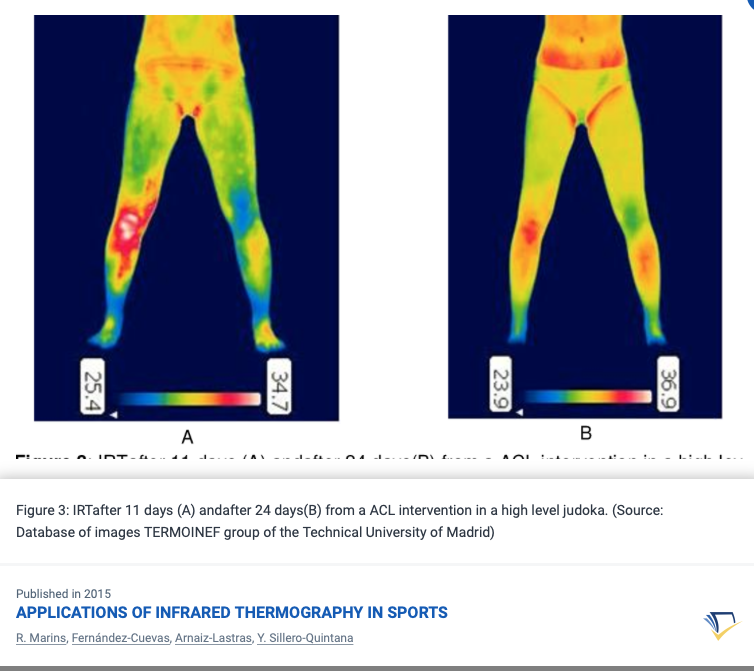 25.4
34.7
23.9
36.9
A
B
Figure 3: IRTafter 11 days (A) andafter 24 days(B) from a ACL intervention in a high level judoka. (Source:
Database of images TERMOINEF group of the Technical University of Madrid)
Published in 2015
APPLICATIONS OF INFRARED THERMOGRAPHY IN SPORTS
R. Marins, Fernández-Cuevas, Arnaiz-Lastras, Y. Sillero-Quintana